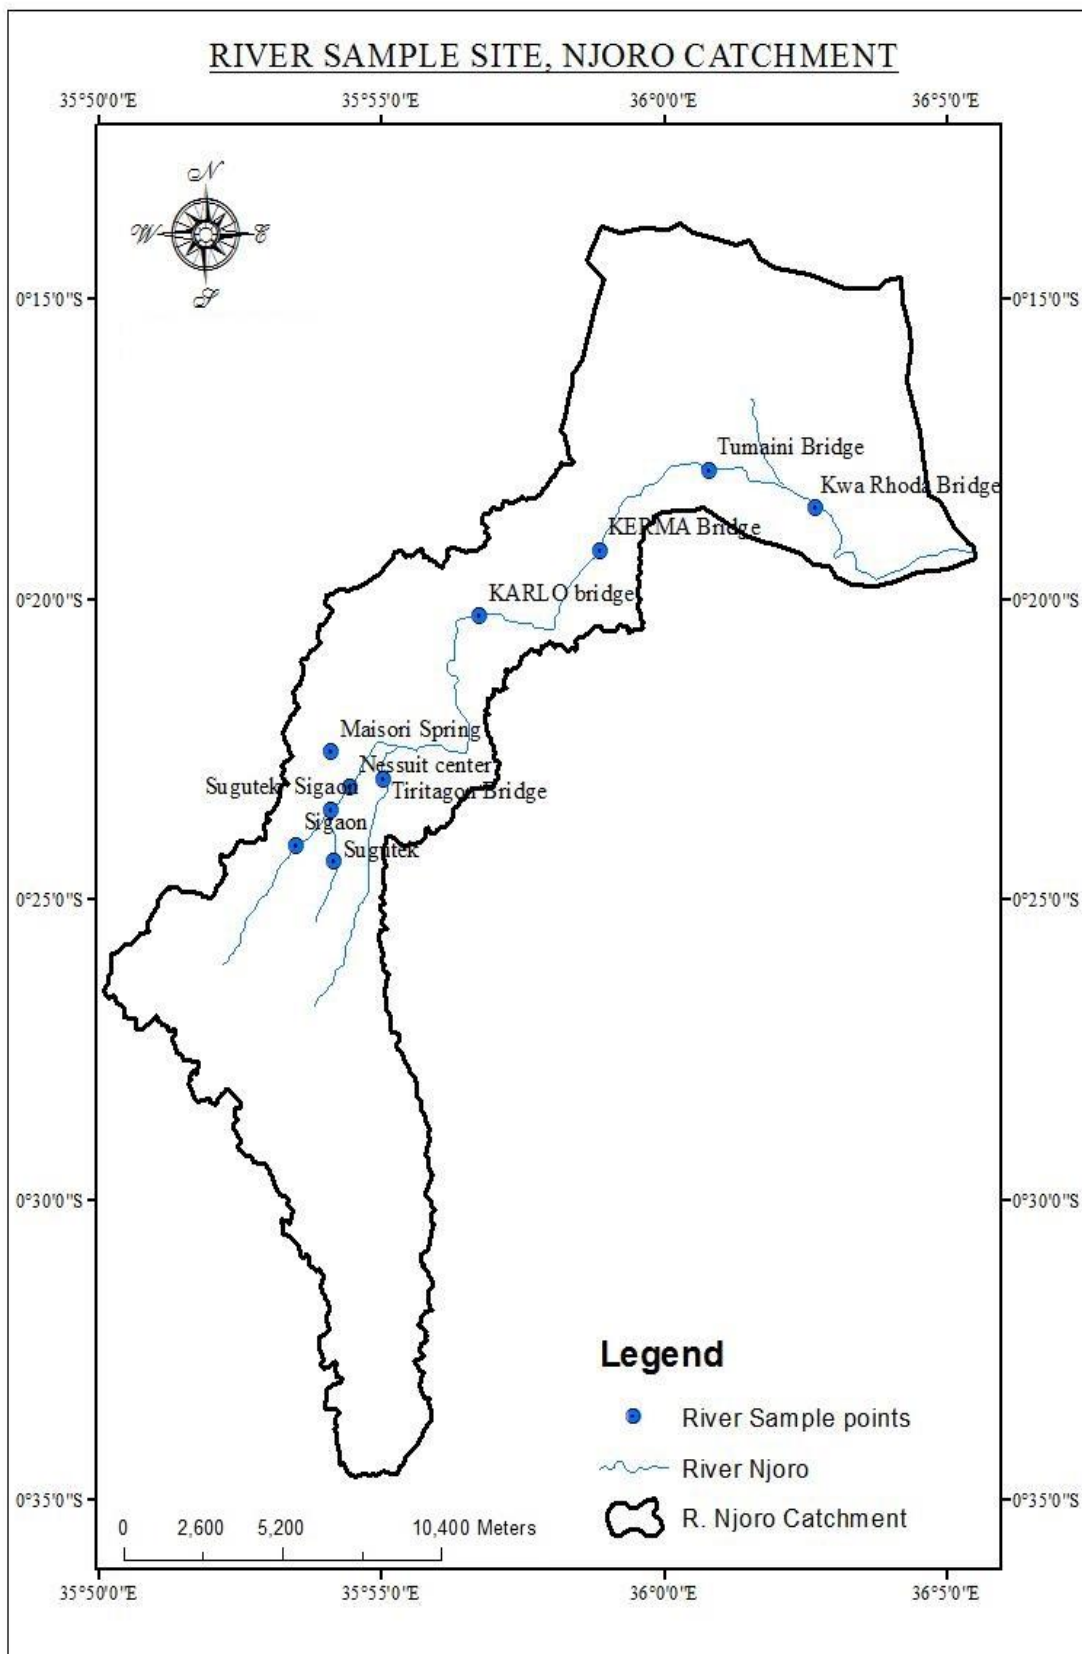 RIVER SAMPLE SITE, NJORO CATCHMENT
35°50'0"E 35°55'0"E 36°0'0"E 36°5'0"E
N
W E
S
0°15'0"S 0°15'0"S
Tumaini Bridge
Kwa Rhoda Bridge
KERMA Bridge
KARLO bridge
0°20'0"S 0°20'0"S
Maisori Spring
Nessuit center
Sugutek Sigaon
Tiritagon Bridge
Sigaon
Sugutek
0°25'0"S 0°25'0"S
0°30'0"S 0°30'0"S
Legend
River Sample points
River Njoro
R. Njoro Catchment
0°35'0"S 0°35'0"S
0 2,600 5,200 10,400 Meters
35°50'0"E 35°55'0"E 36°0'0"E 36°5'0"E